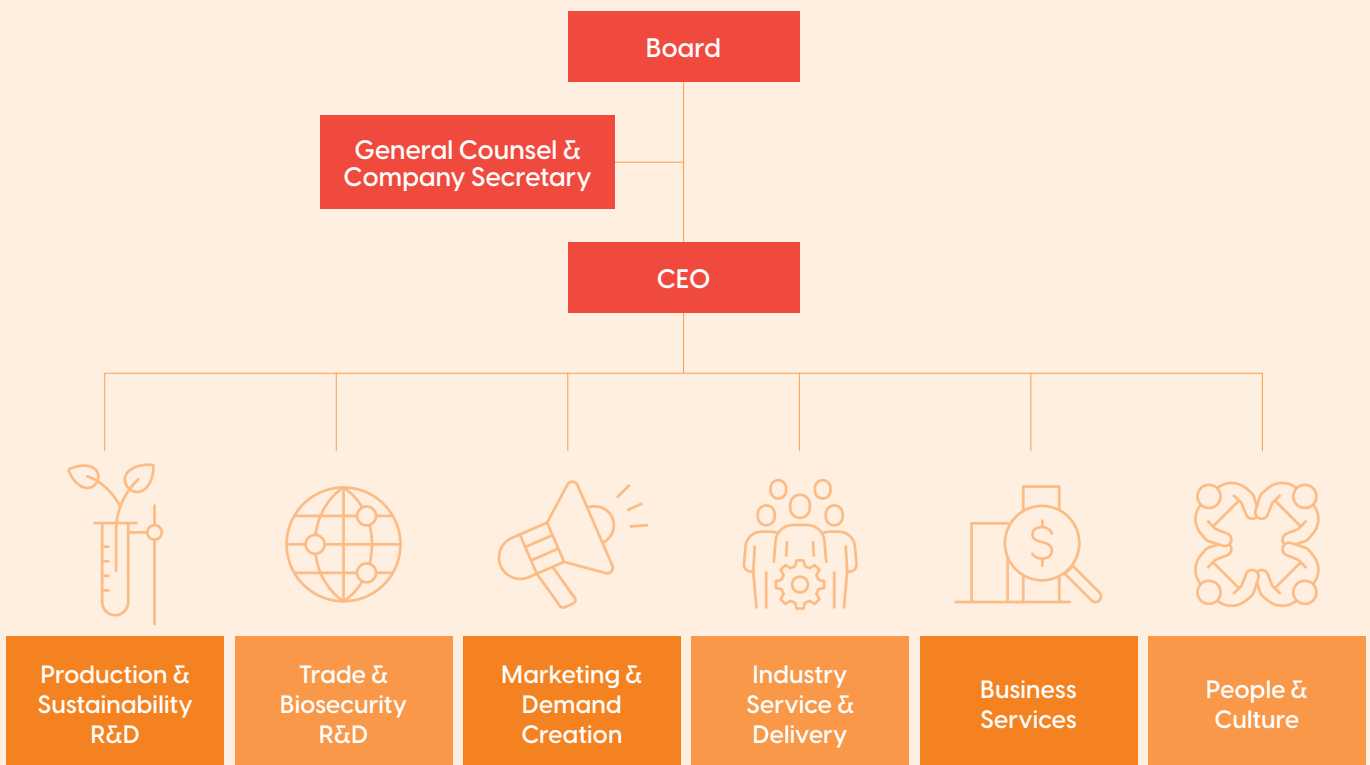 Board
General Counsel &
Company Secretary
CEO
$
Production &
Sustainability
R&D
Trade &
Biosecurity
R&D
Marketing &
Demand
Creation
Industry
Service &
Delivery
Business
Services
People &
Culture